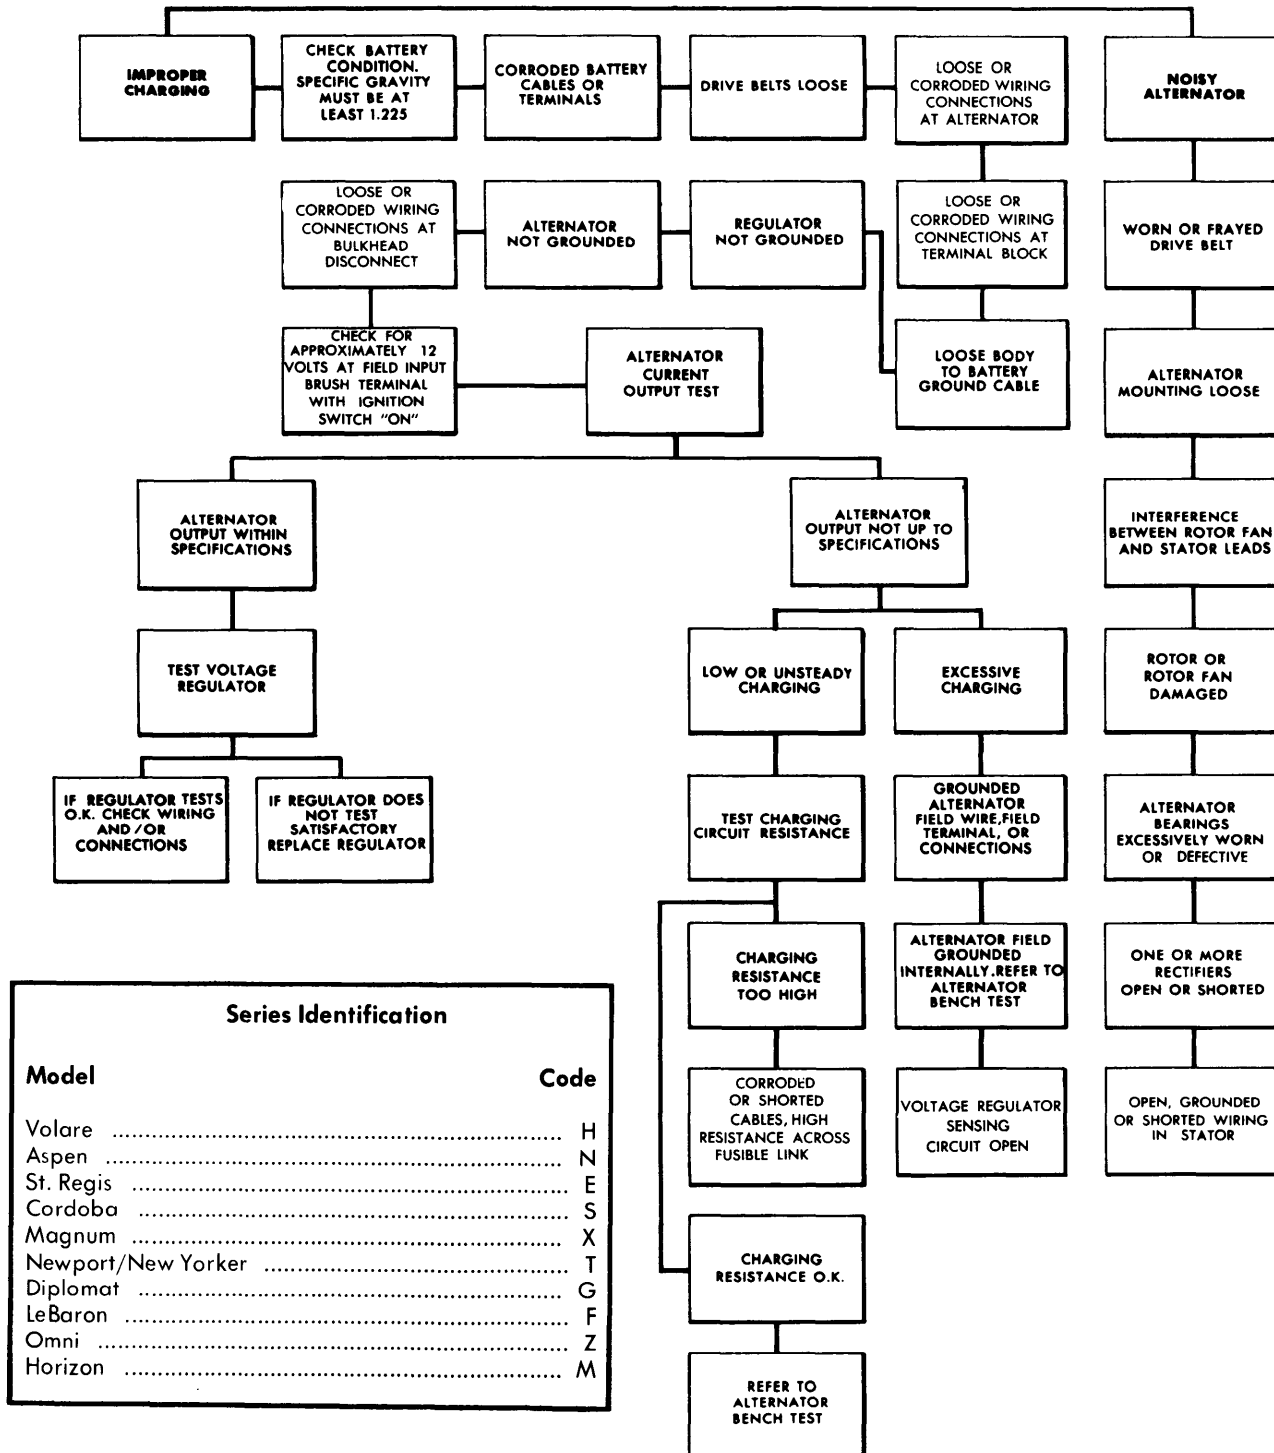 IMPROPER
CHARGING
CHECK BATTERY
CONDITION.
SPECIFIC GRAVITY
MUST BE AT
LEAST 1.225
CORRODED BATTERY
CABLES OR
TERMINALS
DRIVE BELTS LOOSE
LOOSE OR
CORRODED WIRING
CONNECTIONS
AT ALTERNATOR
NOISY
ALTERNATOR
LOOSE OR
CORRODED WIRING
CONNECTIONS AT
BULKHEAD
DISCONNECT
ALTERNATOR
NOT GROUNDED
REGULATOR
NOT GROUNDED
LOOSE OR
CORRODED WIRING
CONNECTIONS AT
TERMINAL BLOCK
WORN OR FRAYED
DRIVE BELT
CHECK FOR
APPROXIMATELY 12
VOLTS AT FIELD INPUT
BRUSH TERMINAL
WITH IGNITION
SWITCH "ON"
ALTERNATOR
CURRENT
OUTPUT TEST
LOOSE BODY
TO BATTERY
GROUND CABLE
ALTERNATOR
MOUNTING LOOSE
ALTERNATOR
OUTPUT WITHIN
SPECIFICATIONS
ALTERNATOR
OUTPUT NOT UP TO
SPECIFICATIONS
INTERFERENCE
BETWEEN ROTOR FAN
AND STATOR LEADS
TEST VOLTAGE
REGULATOR
LOW OR UNSTEADY
CHARGING
EXCESSIVE
CHARGING
ROTOR OR
ROTOR FAN
DAMAGED
IF REGULATOR TESTS
O.K. CHECK WIRING
AND/OR
CONNECTIONS
IF REGULATOR DOES
NOT TEST
SATISFACTORY
REPLACE REGULATOR
TEST CHARGING
CIRCUIT RESISTANCE
GROUNDED
ALTERNATOR
FIELD WIRE,FIELD
TERMINAL, OR
CONNECTIONS
ALTERNATOR
BEARINGS
EXCESSIVELY WORN
OR DEFECTIVE
CHARGING
RESISTANCE
TOO HIGH
ALTERNATOR FIELD
GROUNDED
INTERNALLY.REFER TO
ALTERNATOR
BENCH TEST
ONE OR MORE
RECTIFIERS
OPEN OR SHORTED
CORRODED
OR SHORTED
CABLES, HIGH
RESISTANCE ACROSS
FUSIBLE LINK
VOLTAGE REGULATOR
SENSING
CIRCUIT OPEN
OPEN, GROUNDED
OR SHORTED WIRING
IN STATOR
CHARGING
RESISTANCE O.K.
REFER TO
ALTERNATOR
BENCH TEST
Series Identification
Model Code
Volare ........ H
Aspen ........ N
St. Regis ........ E
Cordoba ........ S
Magnum ........ X
Newport/New Yorker ........ T
Diplomat ........ G
LeBaron ........ F
Omni ........ Z
Horizon ........ M